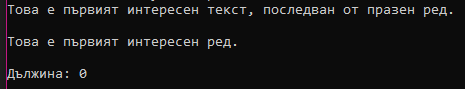 Това е първият интересен текст, последван от празен ред.
Това е първият интересен ред.
Дължина: 0